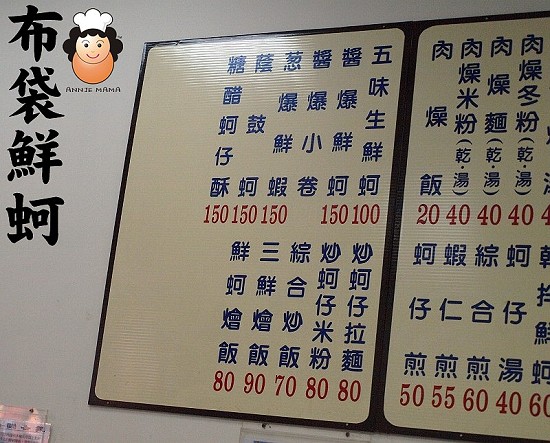 布袋鮮蚵
ANNIE MAMA
肉燥冬粉(乾·湯) 40
肉燥麵(乾·湯) 40
肉燥米粉(乾·湯) 40
肉燥飯 20
蚵仔湯 40
綜合煎 60
蝦仁煎 55
蚵仔煎 50
五味生鮮蚵 100
醬爆鮮蚵 150
醬爆小卷
葱爆鮮蝦 150
蔭鼓蚵 150
糖醋蚵仔酥 150
炒蚵仔拉麵 80
炒蚵仔米粉 80
綜合炒飯 70
三鮮燴飯 90
鮮蚵燴飯 80